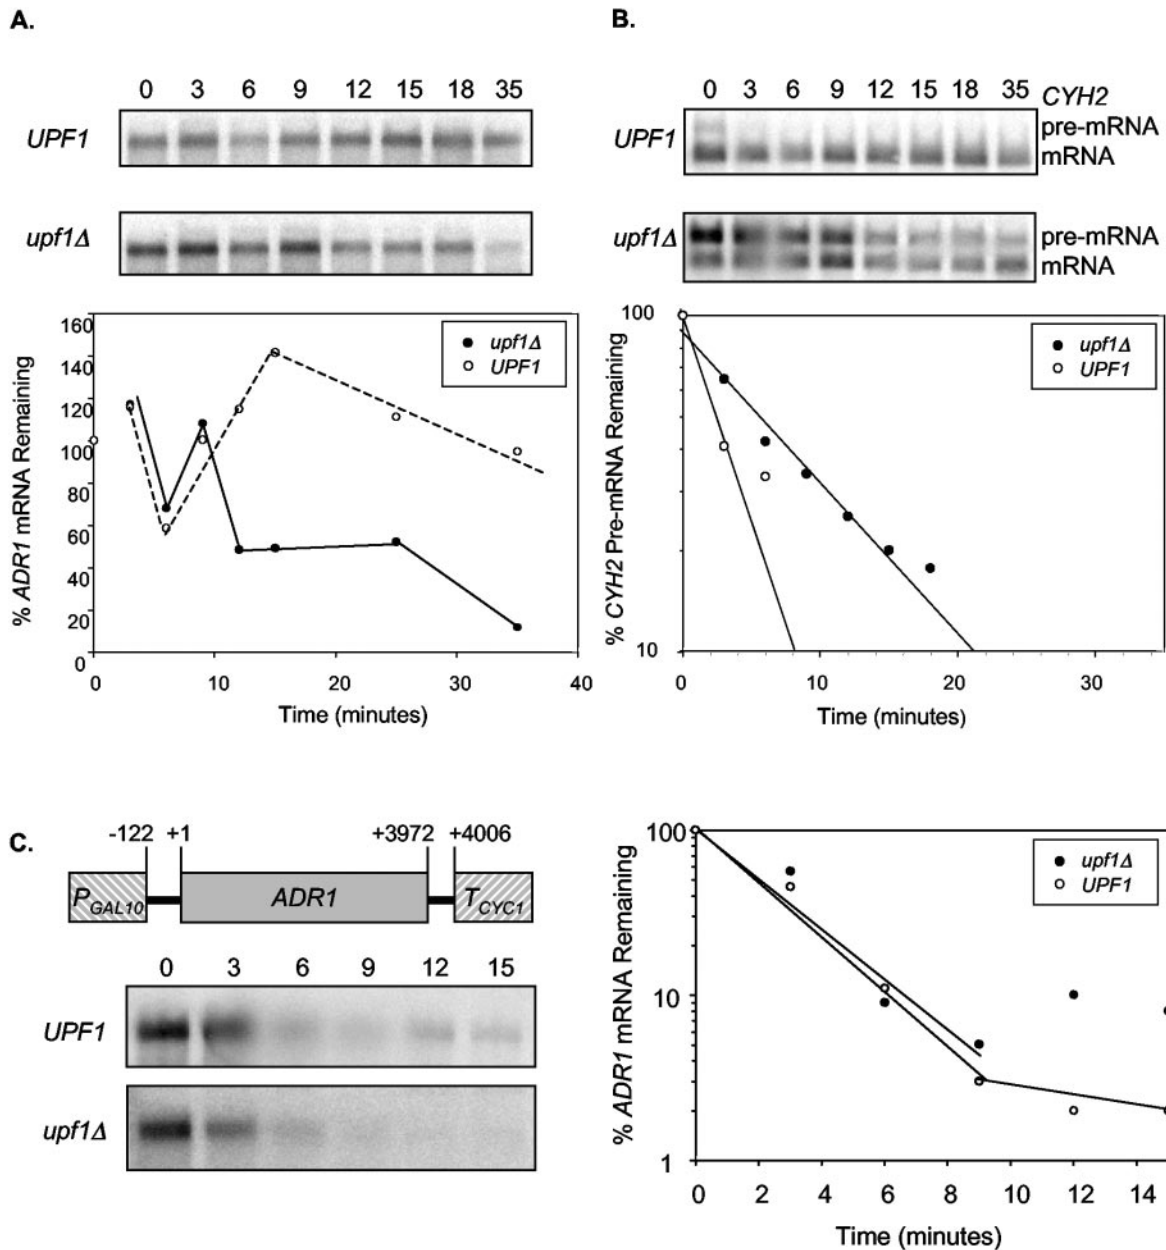 A.
0 3 6 9 12 15 18 35
UPF1
upf1Δ
160
140
120
100
80
60
40
20
0
% ADR1 mRNA Remaining
upf1Δ
UPF1
0 10 20 30 40
Time (minutes)
B.
0 3 6 9 12 15 18 35 CYH2
UPF1
pre-mRNA
mRNA
upf1Δ
pre-mRNA
mRNA
100
10
% CYH2 Pre-mRNA Remaining
upf1Δ
UPF1
0 10 20 30
Time (minutes)
C.
-122 +1 +3972 +4006
PGAL10 ADR1 TCYC1
0 3 6 9 12 15
UPF1
upf1Δ
100
10
1
% ADR1 mRNA Remaining
upf1Δ
UPF1
0 2 4 6 8 10 12 14
Time (minutes)